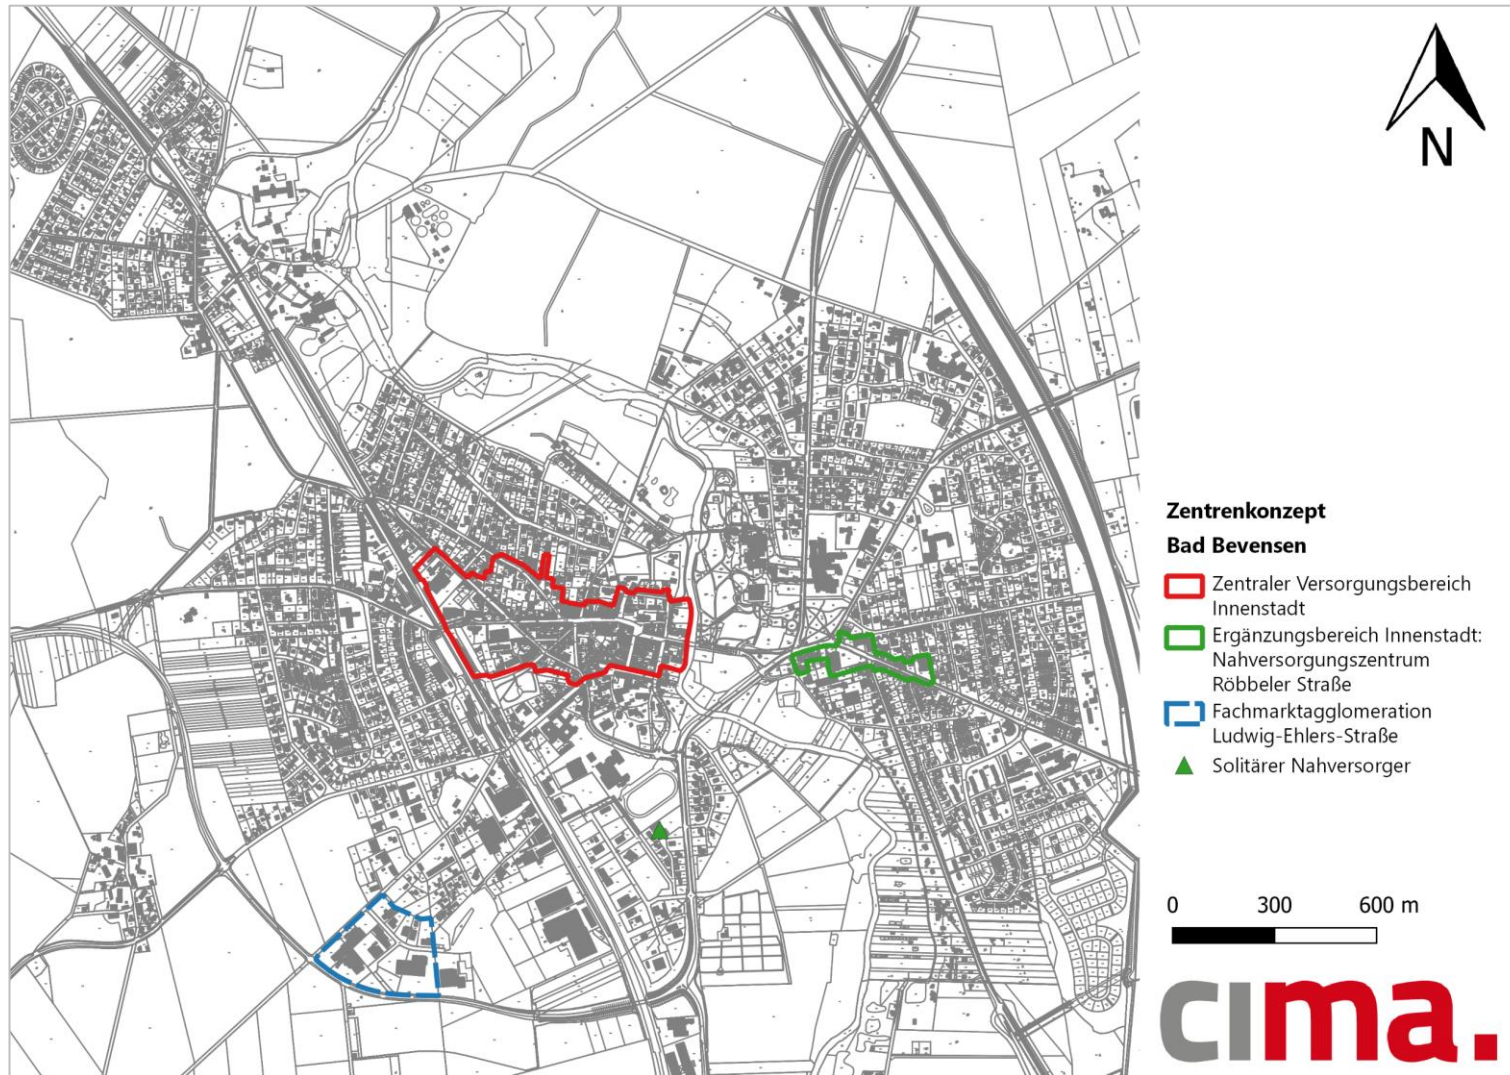 N
Zentrenkonzept
Bad Bevensen
Zentraler Versorgungsbereich
Innenstadt
Ergänzungsbereich Innenstadt:
Nahversorgungszentrum
Röbbeler Straße
Fachmarktagglomeration
Ludwig-Ehlers-Straße
Solitärer Nahversorger
0 300 600 m
cima.